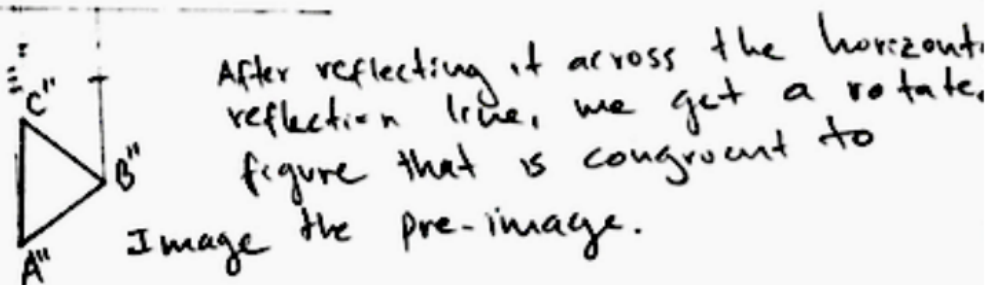 After reflecting it across the horizont
reflection line, we get a rotate
figure that is congruent to
the pre-image.
Image
C"
B"
A"